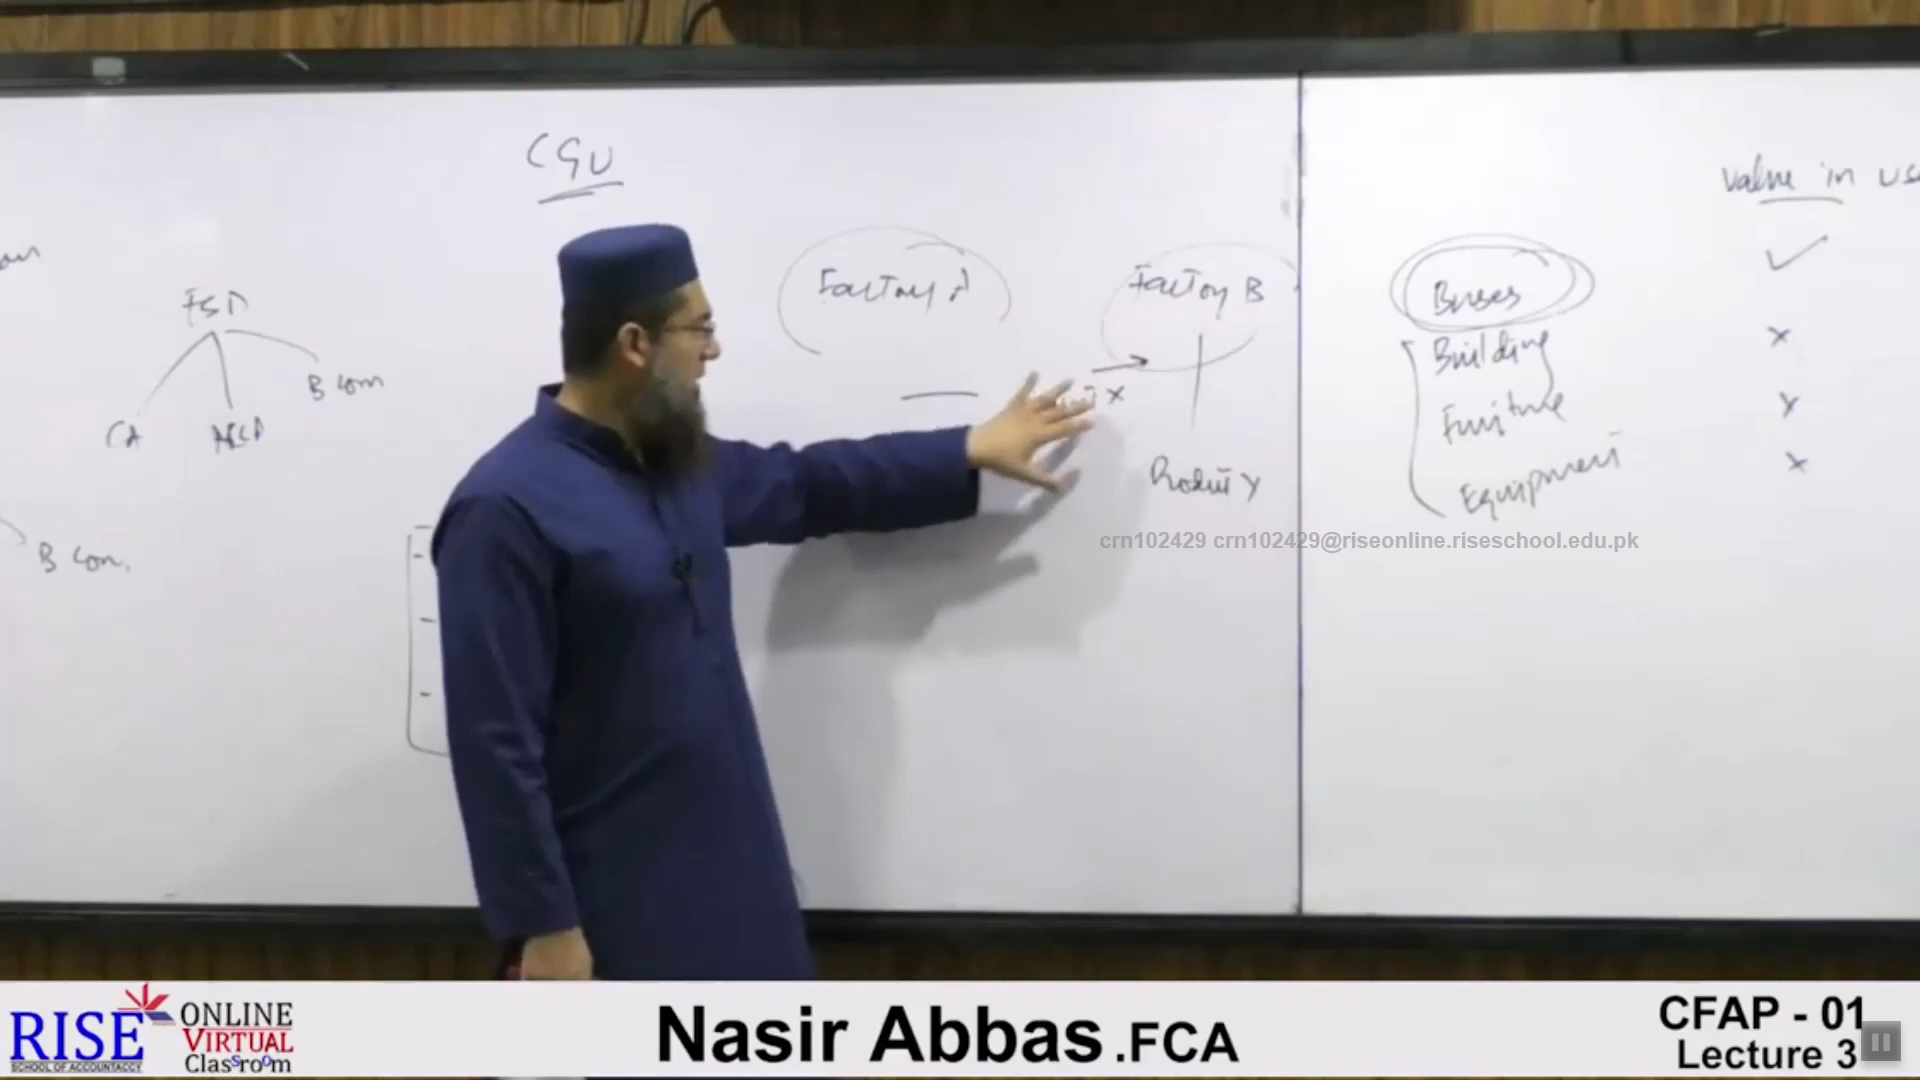 CGU
value in use
FSD
CA
ACCA
B com
B com.
Factory A
Factory B
x
Product Y
Buses ✓
Building x
Furniture x
Equipment x
crn102429 crn102429@riseonline.riseschool.edu.pk
RISE
SCHOOL OF ACCOUNTACCY
ONLINE
VIRTUAL
Classroom
Nasir Abbas .FCA
CFAP - 01
Lecture 3